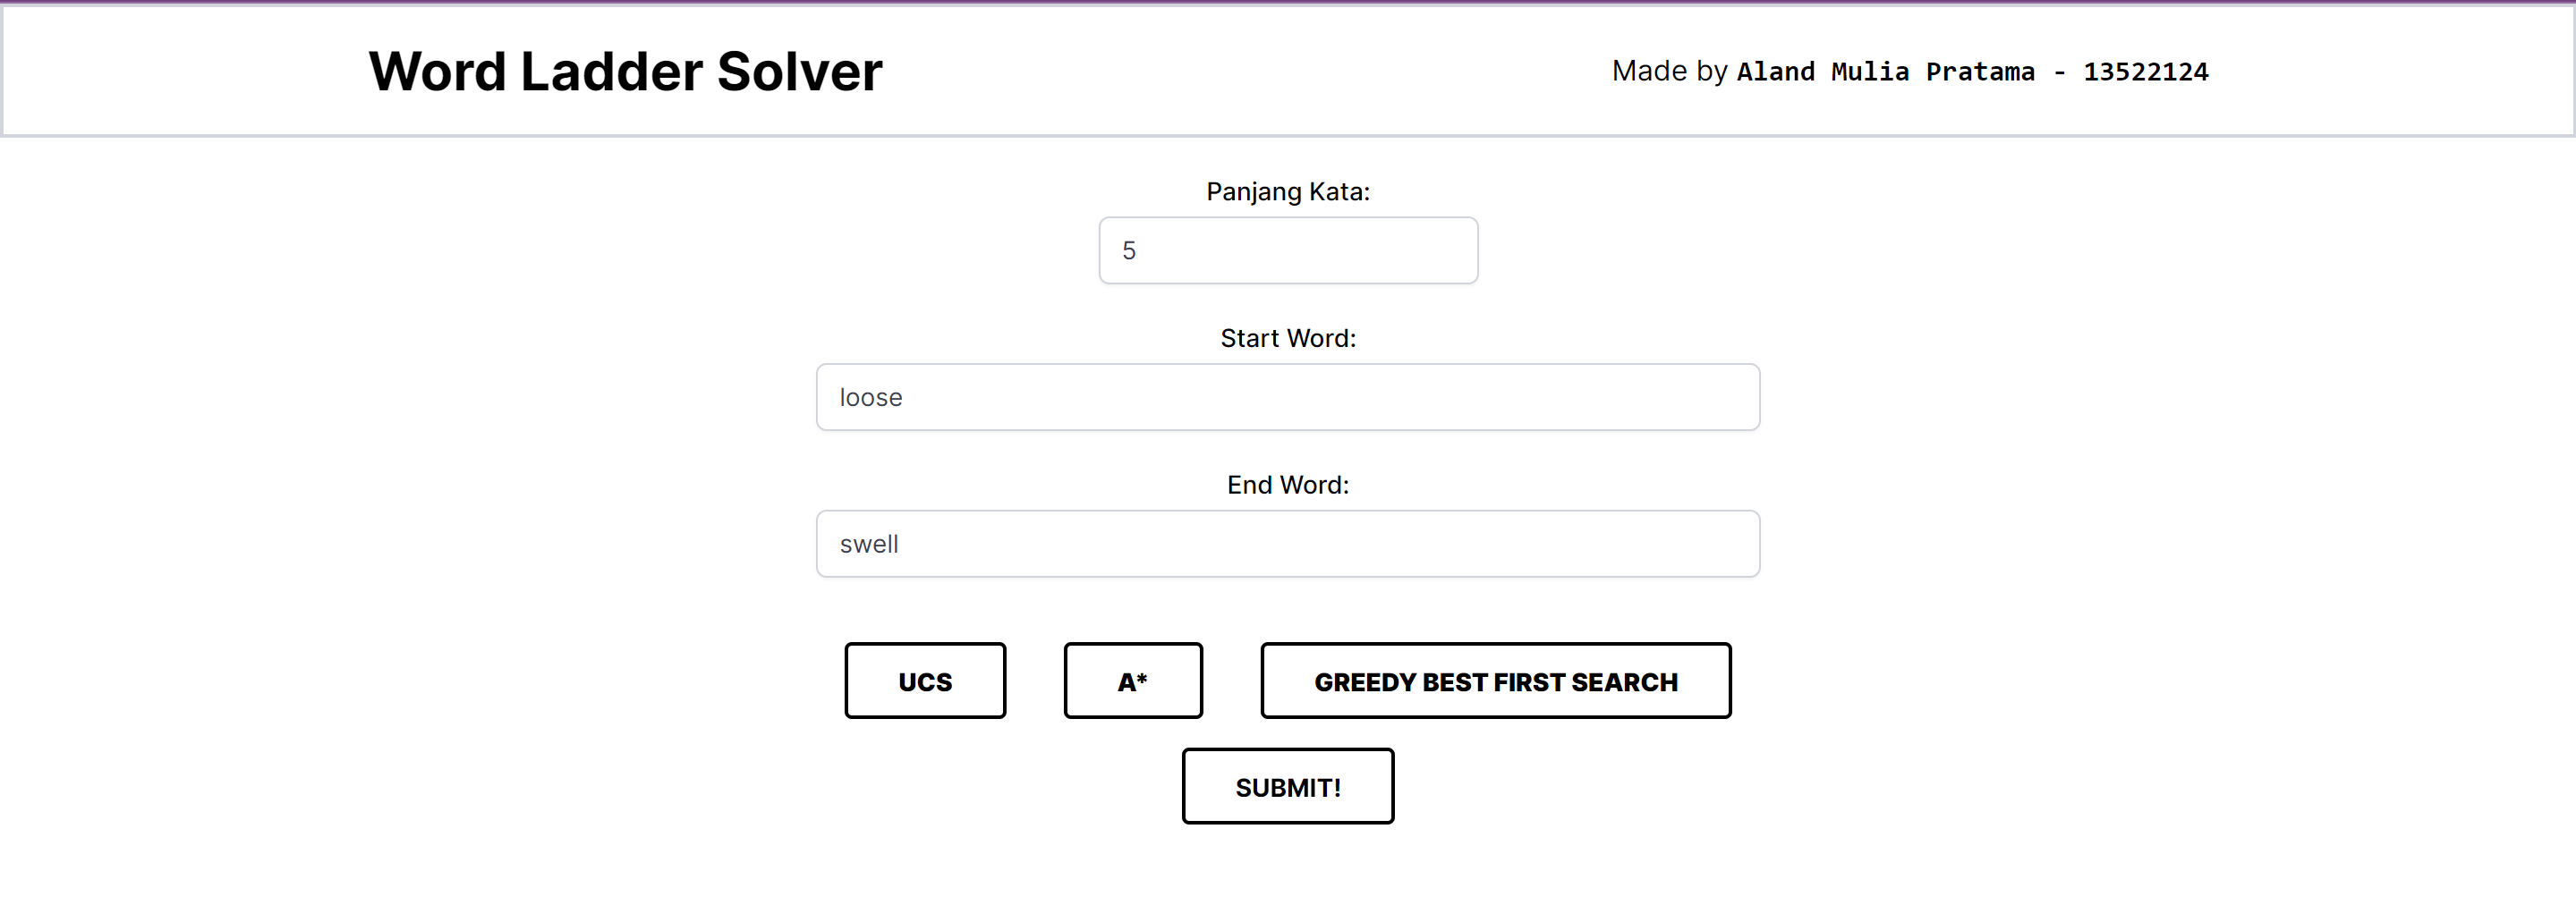 Word Ladder Solver
Made by Aland Mulia Pratama - 13522124
Panjang Kata:
5
Start Word:
loose
End Word:
swell
UCS
A*
GREEDY BEST FIRST SEARCH
SUBMIT!